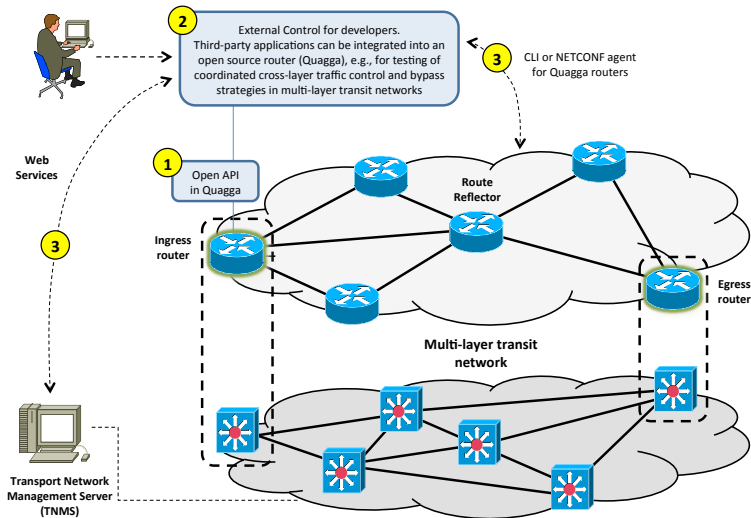 2
External Control for developers.
Third-party applications can be integrated into an
open source router (Quagga), e.g., for testing of
coordinated cross-layer traffic control and bypass
strategies in multi-layer transit networks
3
CLI or NETCONF agent
for Quagga routers
Web
Services
1
Open API
in Quagga
Route
Reflector
3
Ingress
router
Egress
router
Multi-layer transit
network
Transport Network
Management Server
(TNMS)